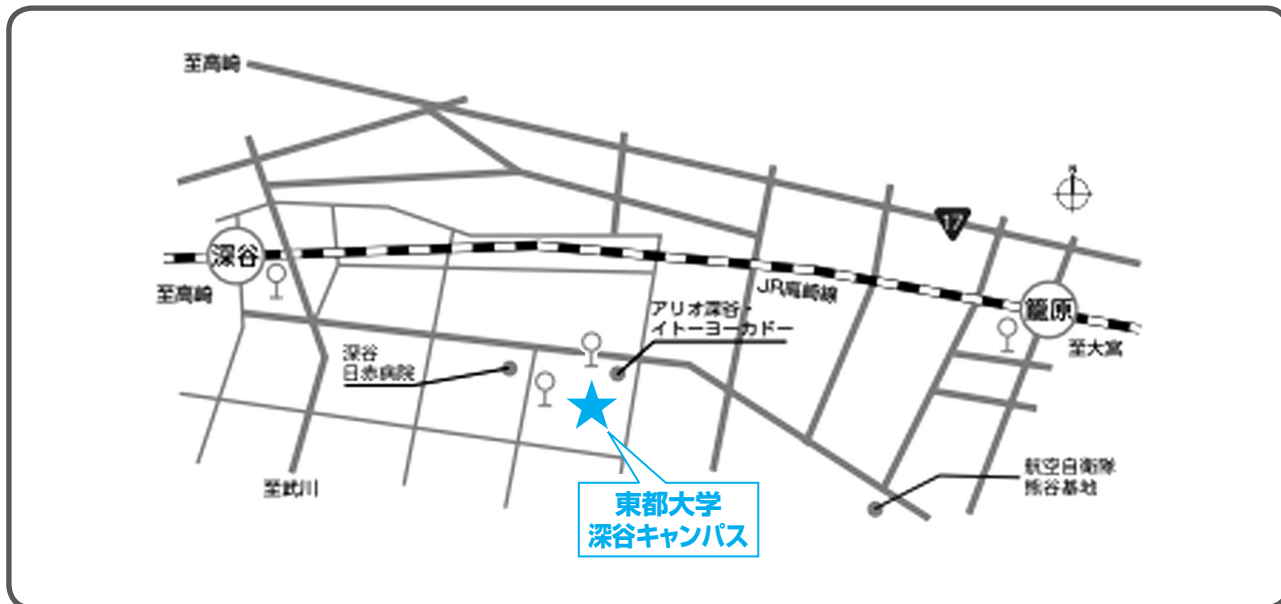 至高崎
N
17
深谷
至高崎
JR高崎線
籠原
至大宮
アリオ深谷・
イトーヨーカドー
深谷
日赤病院
至武川
航空自衛隊
熊谷基地
東都大学
深谷キャンパス